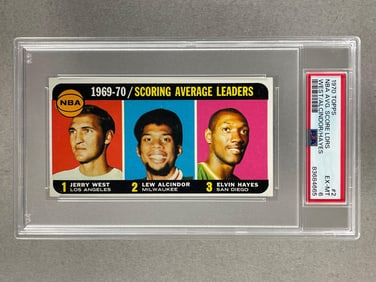 1969-70/SCORING AVERAGE LEADERS
NBA
1 JERRY WEST
LOS ANGELES
2 LEW ALCINDOR
MILWAUKEE
3 ELVIN HAYES
SAN DIEGO
1970 TOPPS #2
NBA AVG. SCORE LDRS. EX-MT
WEST/ALCINDOR/HAYES 6
83684665